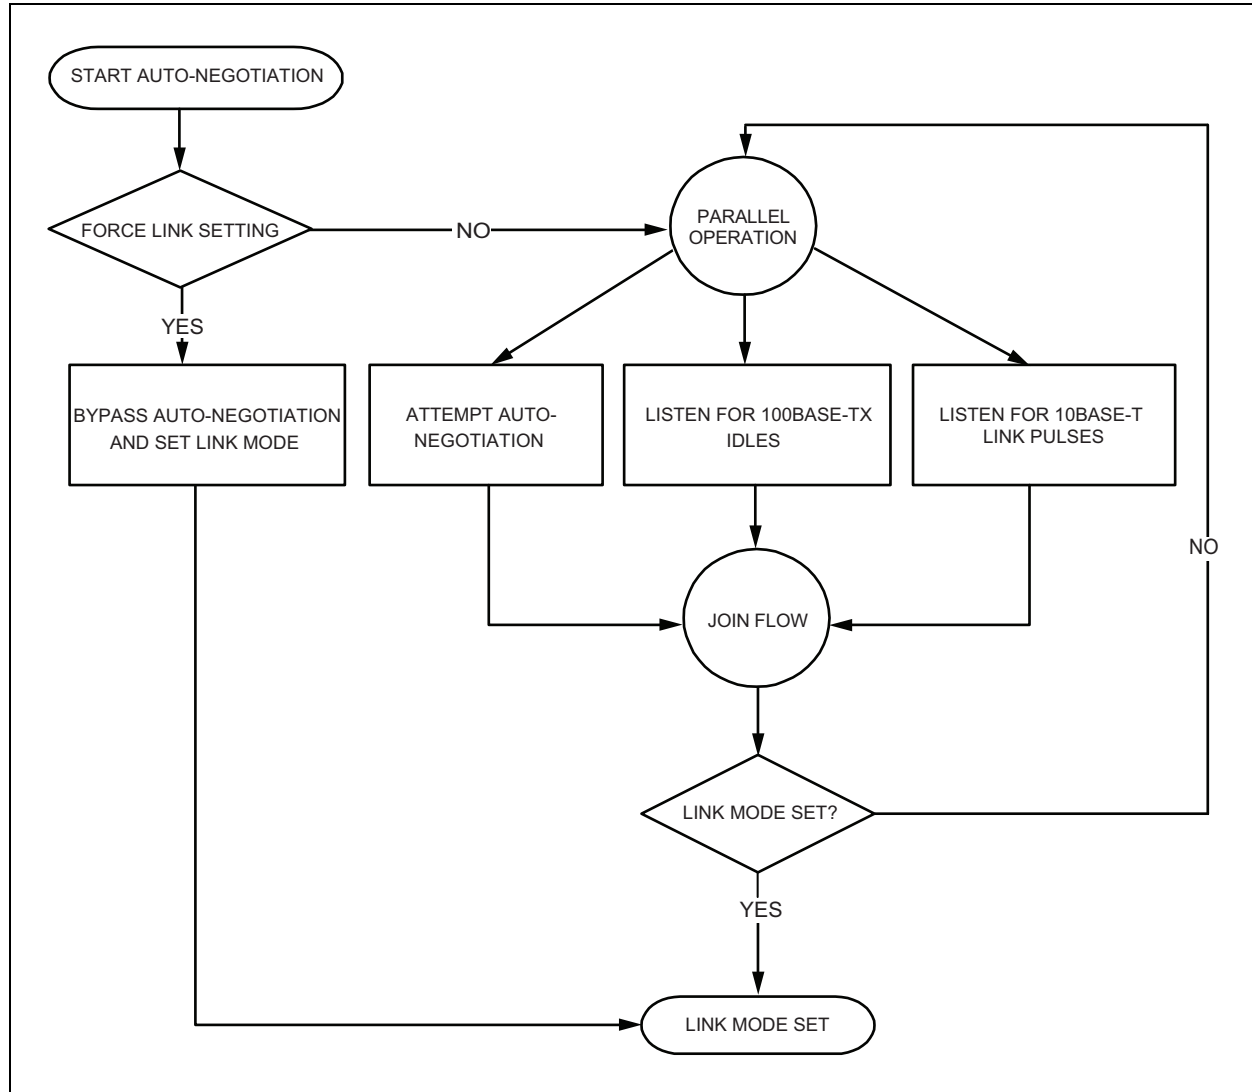 START AUTO-NEGOTIATION
FORCE LINK SETTING
NO
PARALLEL
OPERATION
YES
BYPASS AUTO-NEGOTIATION
AND SET LINK MODE
ATTEMPT AUTO-
NEGOTIATION
LISTEN FOR 100BASE-TX
IDLES
LISTEN FOR 10BASE-T
LINK PULSES
NO
JOIN FLOW
LINK MODE SET?
YES
LINK MODE SET